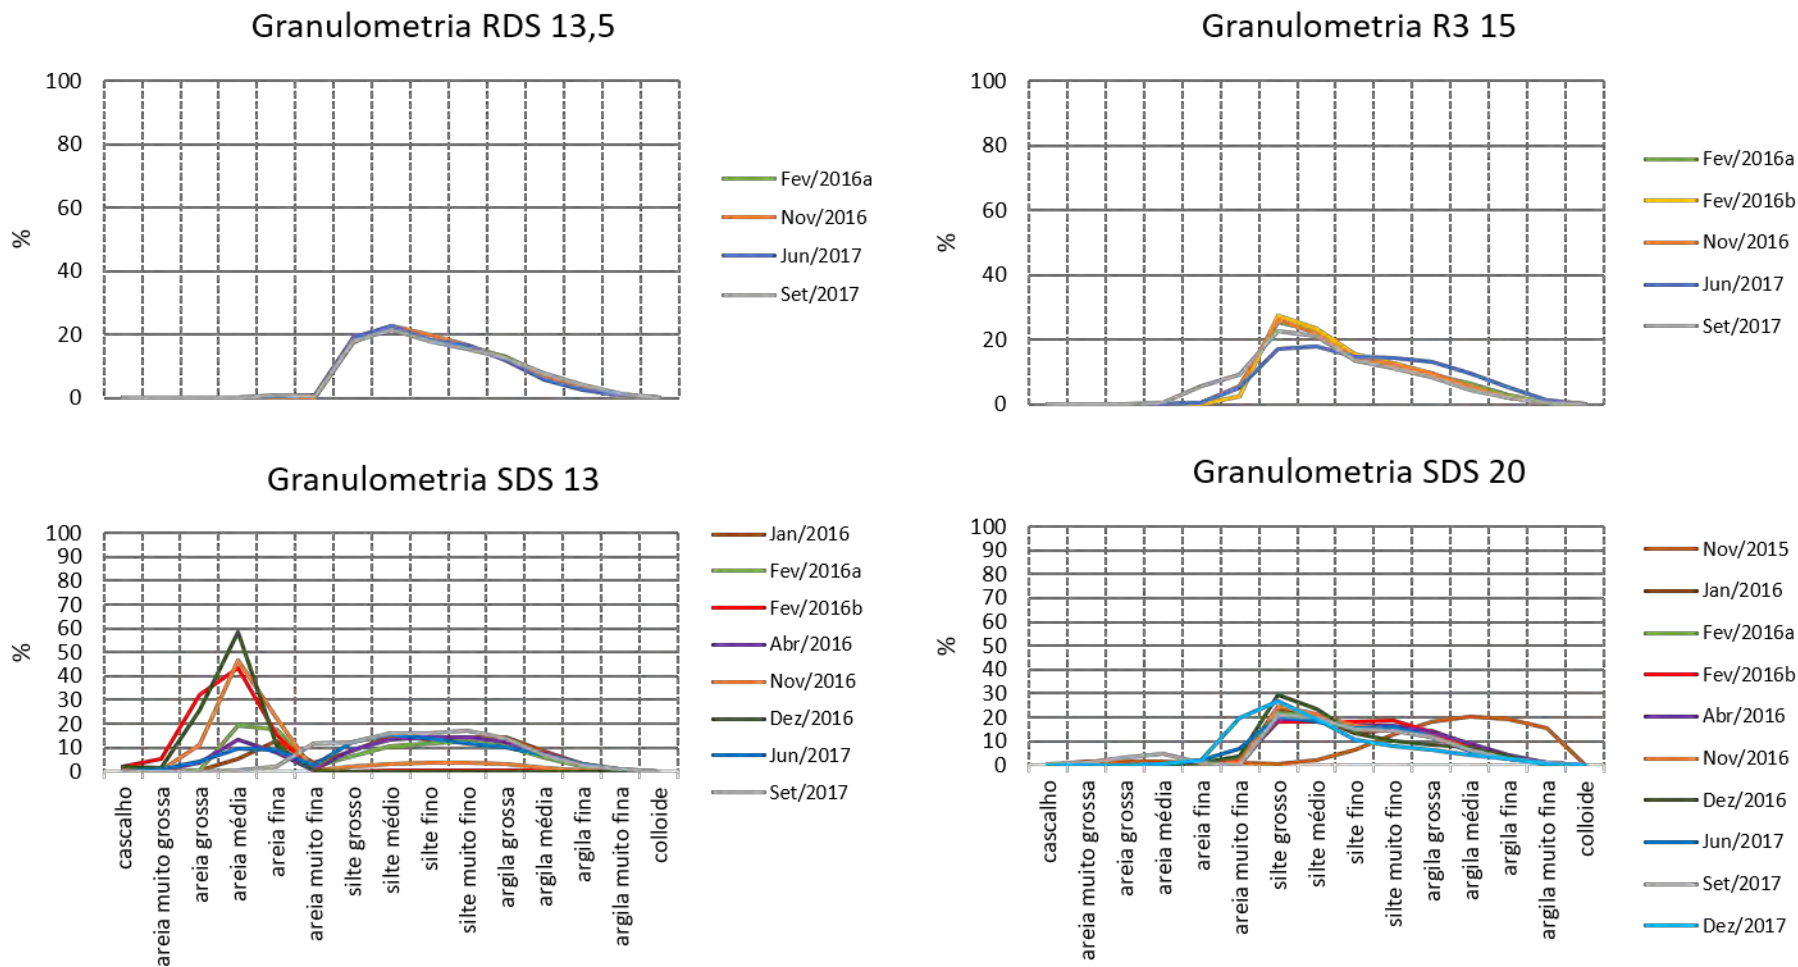 Granulometria RDS 13,5
100
80
60
40
20
0
%
Fev/2016a
Nov/2016
Jun/2017
Set/2017
Granulometria R3 15
100
80
60
40
20
0
%
Fev/2016a
Fev/2016b
Nov/2016
Jun/2017
Set/2017
Granulometria SDS 13
100
90
80
70
60
50
40
30
20
10
0
%
cascalho
areia muito grossa
areia grossa
areia média
areia fina
areia muito fina
silte grosso
silte médio
silte fino
silte muito fino
argila grossa
argila média
argila fina
argila muito fina
colloide
Jan/2016
Fev/2016a
Fev/2016b
Abr/2016
Nov/2016
Dez/2016
Jun/2017
Set/2017
Granulometria SDS 20
100
90
80
70
60
50
40
30
20
10
0
%
cascalho
areia muito grossa
areia grossa
areia média
areia fina
areia muito fina
silte grosso
silte médio
silte fino
silte muito fino
argila grossa
argila média
argila fina
argila muito fina
colloide
Nov/2015
Jan/2016
Fev/2016a
Fev/2016b
Abr/2016
Nov/2016
Dez/2016
Jun/2017
Set/2017
Dez/2017